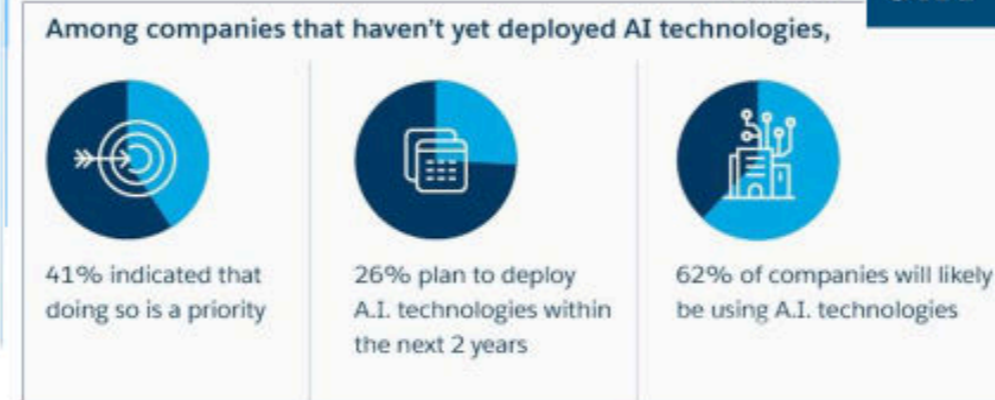 Among companies that haven't yet deployed AI technologies,
41% indicated that
doing so is a priority
26% plan to deploy
A.I. technologies within
the next 2 years
62% of companies will likely
be using A.I. technologies